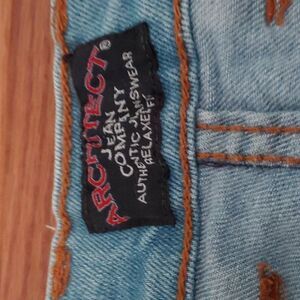 ARCHITECT®
JEAN
COMPANY
AUTHENTIC JEANSWEAR
RELAXED FIT